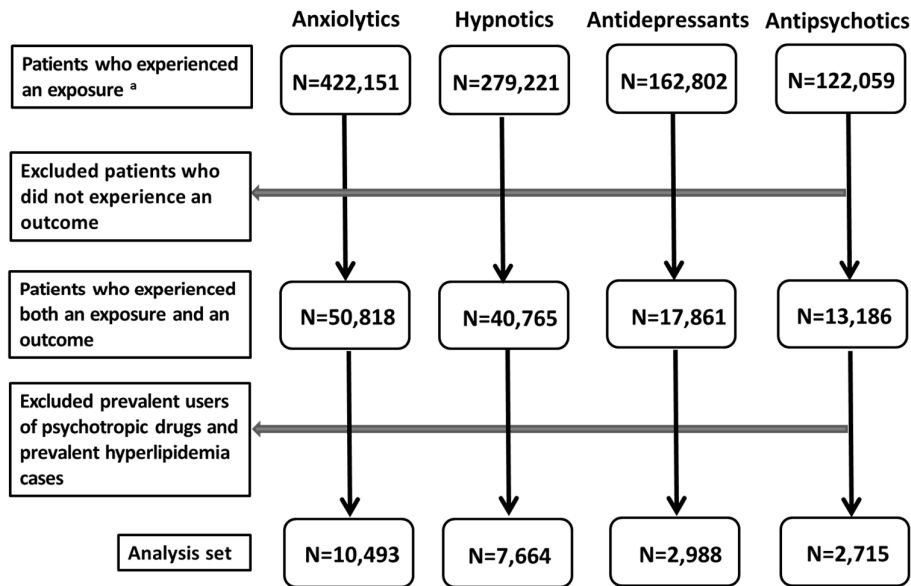 Anxiolytics Hypnotics Antidepressants Antipsychotics
Patients who experienced
an exposure ª
N=422,151 N=279,221 N=162,802 N=122,059
Excluded patients who
did not experience an
outcome
Patients who experienced
both an exposure and an
outcome
N=50,818 N=40,765 N=17,861 N=13,186
Excluded prevalent users
of psychotropic drugs and
prevalent hyperlipidemia
cases
Analysis set
N=10,493 N=7,664 N=2,988 N=2,715